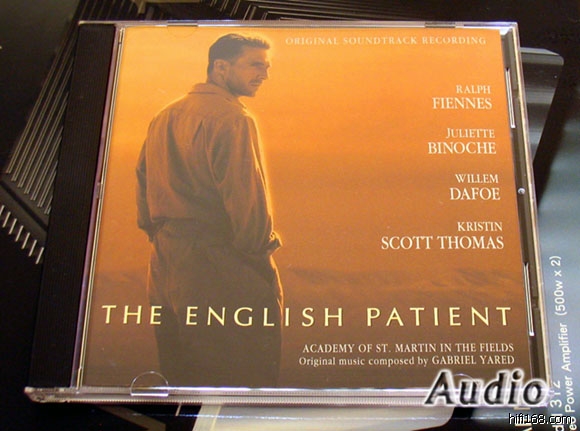 ORIGINAL SOUNDTRACK RECORDING
RALPH
FIENNES
JULIETTE
BINOCHE
WILLEM
DAFOE
KRISTIN
SCOTT THOMAS
THE ENGLISH PATIENT
ACADEMY OF ST. MARTIN IN THE FIELDS
Original music composed by GABRIEL YARED
Power Amplifier (500w x 2)
Audio
hifi168.com